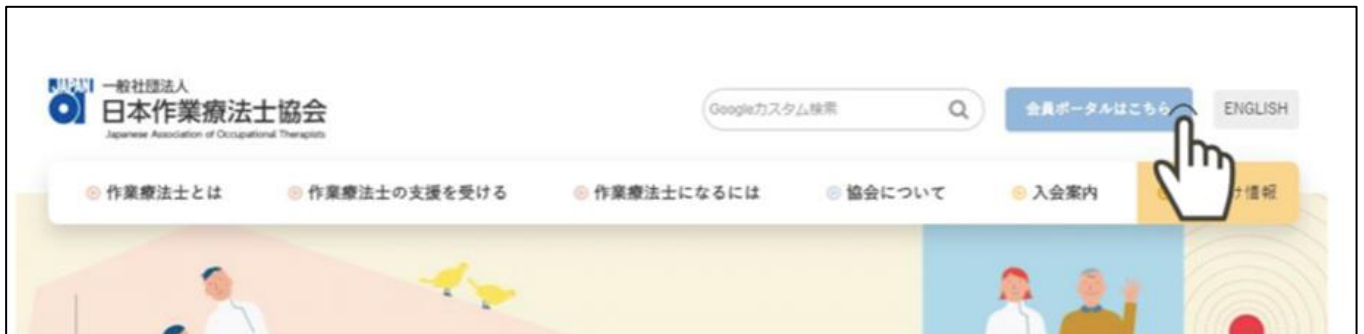 JAPAN 一般社団法人
日本作業療法士協会
Japanese Association of Occupational Therapists
Googleカスタム検索
会員ポータルはこちら
ENGLISH
作業療法士とは
作業療法士の支援を受ける
作業療法士になるには
協会について
入会案内
け情報